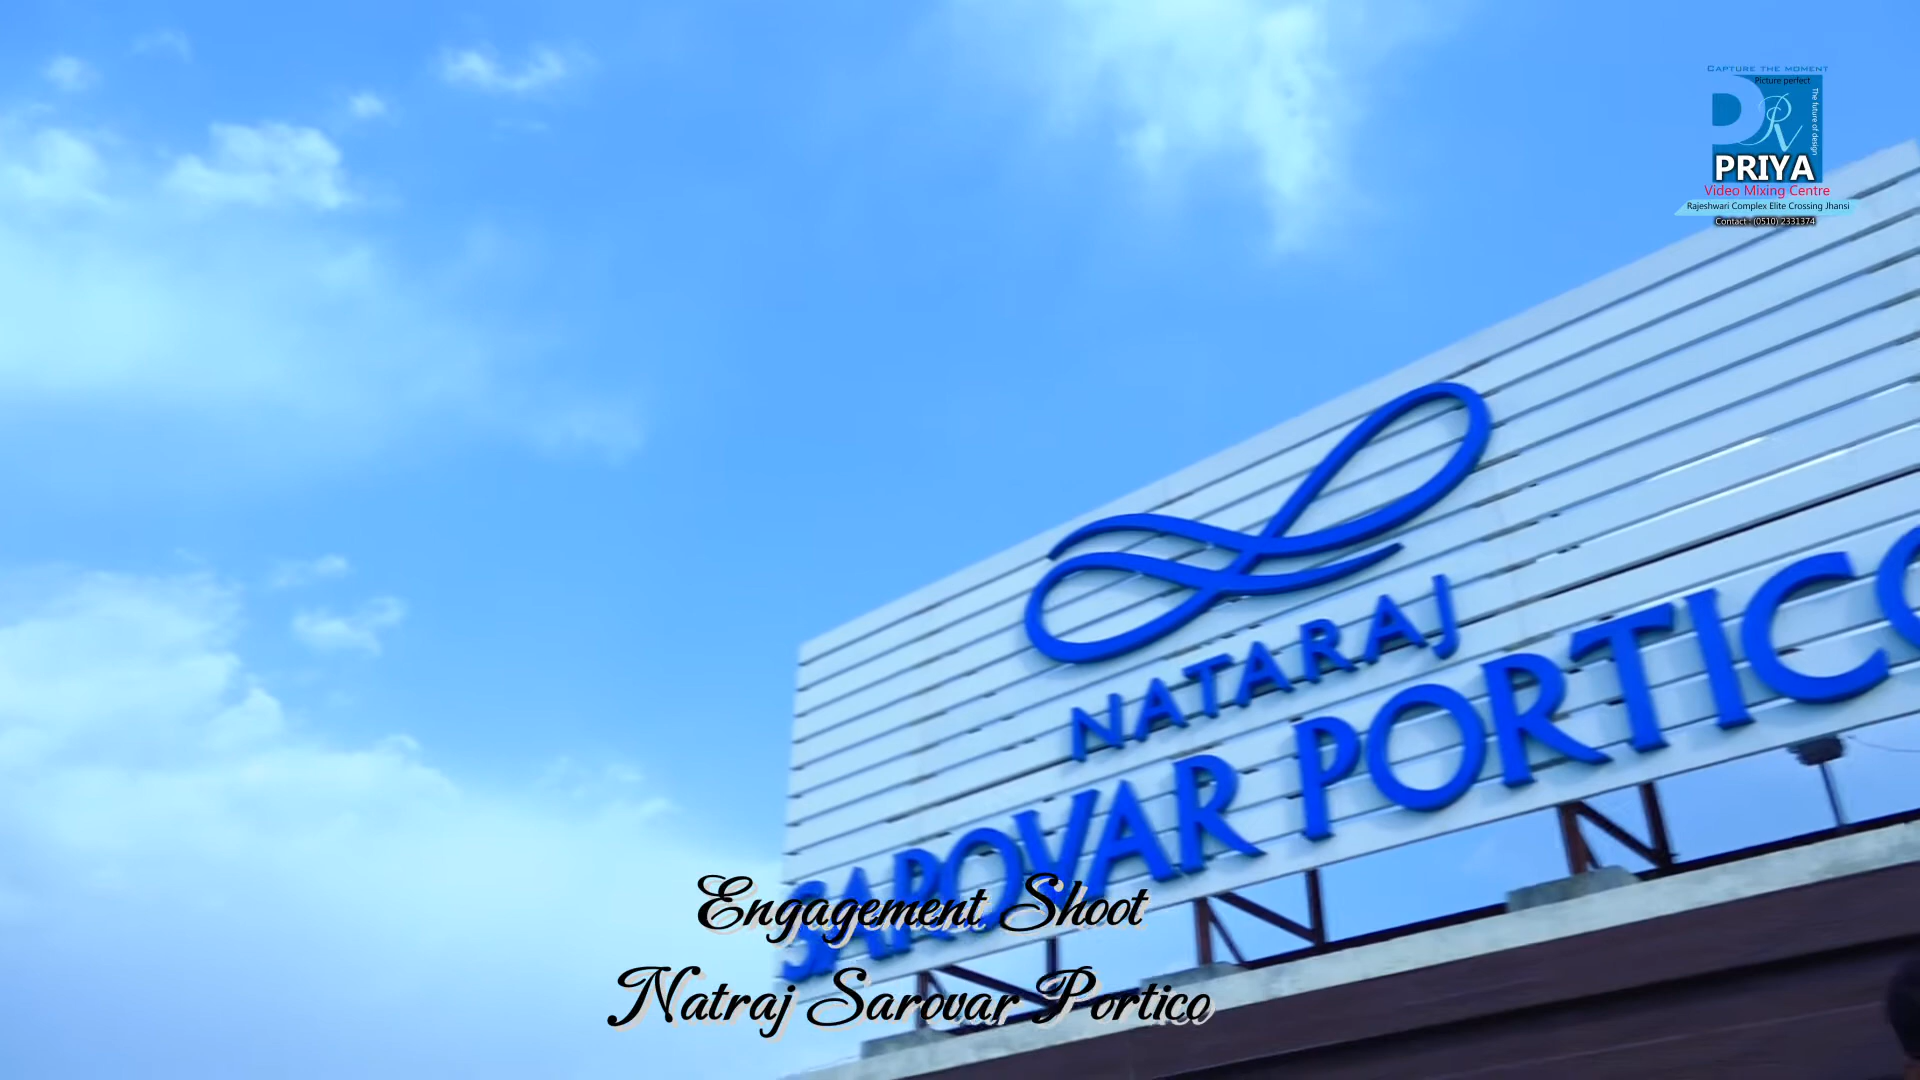 CAPTURE THE MOMENT
Picture perfect
The future of design
PRV
PRIYA
Video Mixing Centre
Rajeshwari Complex Elite Crossing Jhansi
Contact : (0510) 2331374
NATARAJ
SAROVAR PORTICO
Engagement Shoot
Natraj Sarovar Portico